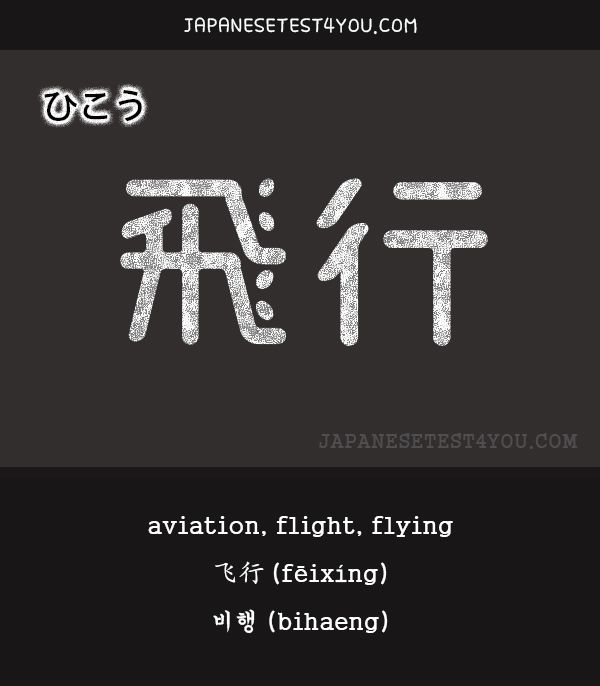 JAPANESETEST4YOU.COM
ひこう
飛行
JAPANESETEST4YOU.COM
aviation, flight, flying
飞行 (fēixíng)
비행 (bihaeng)